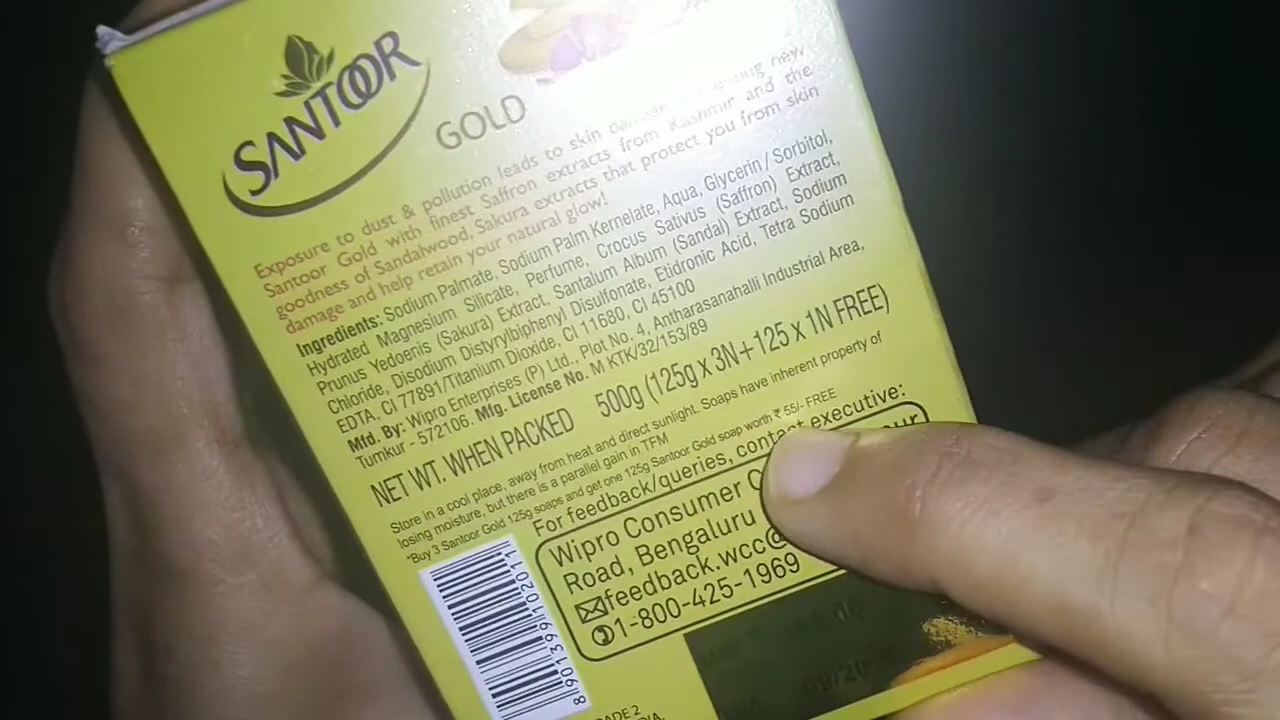 SANTOOR
GOLD
Exposure to dust & pollution leads to skin new
Santoor Gold with finest Saffron extracts from Kashmir and the
goodness of Sandalwood, Sakura extracts that protect you from skin
damage and help retain your natural glow!
Ingredients: Sodium Palmate, Sodium Palm Kernelate, Aqua, Glycerin / Sorbitol,
Hydrated Magnesium Silicate, Perfume, Crocus Sativus (Saffron) Extract,
Prunus Yedoenis (Sakura) Extract, Santalum Album (Sandal) Extract, Sodium
Chloride, Disodium Distyrylbiphenyl Disulfonate, Etidronic Acid, Tetra Sodium
EDTA, CI 77891/Titanium Dioxide, CI 11680, CI 45100
Mfd. By: Wipro Enterprises (P) Ltd., Plot No. 4, Antharasanahalli Industrial Area,
Tumkur - 572106. Mfg. License No. M KTK/32/153/89
NET WT. WHEN PACKED 500g (125g x 3N+125 x 1N FREE)
Store in a cool place, away from heat and direct sunlight. Soaps have inherent property of
losing moisture, but there is a parallel gain in TFM
*Buy 3 Santoor Gold 125g soaps and get one 125g Santoor Gold soap worth ₹ 55/- FREE
For feedback/queries, contact executive:
Wipro Consumer
Road, Bengaluru
feedback.wcc@
1-800-425-1969
8 901399 110201